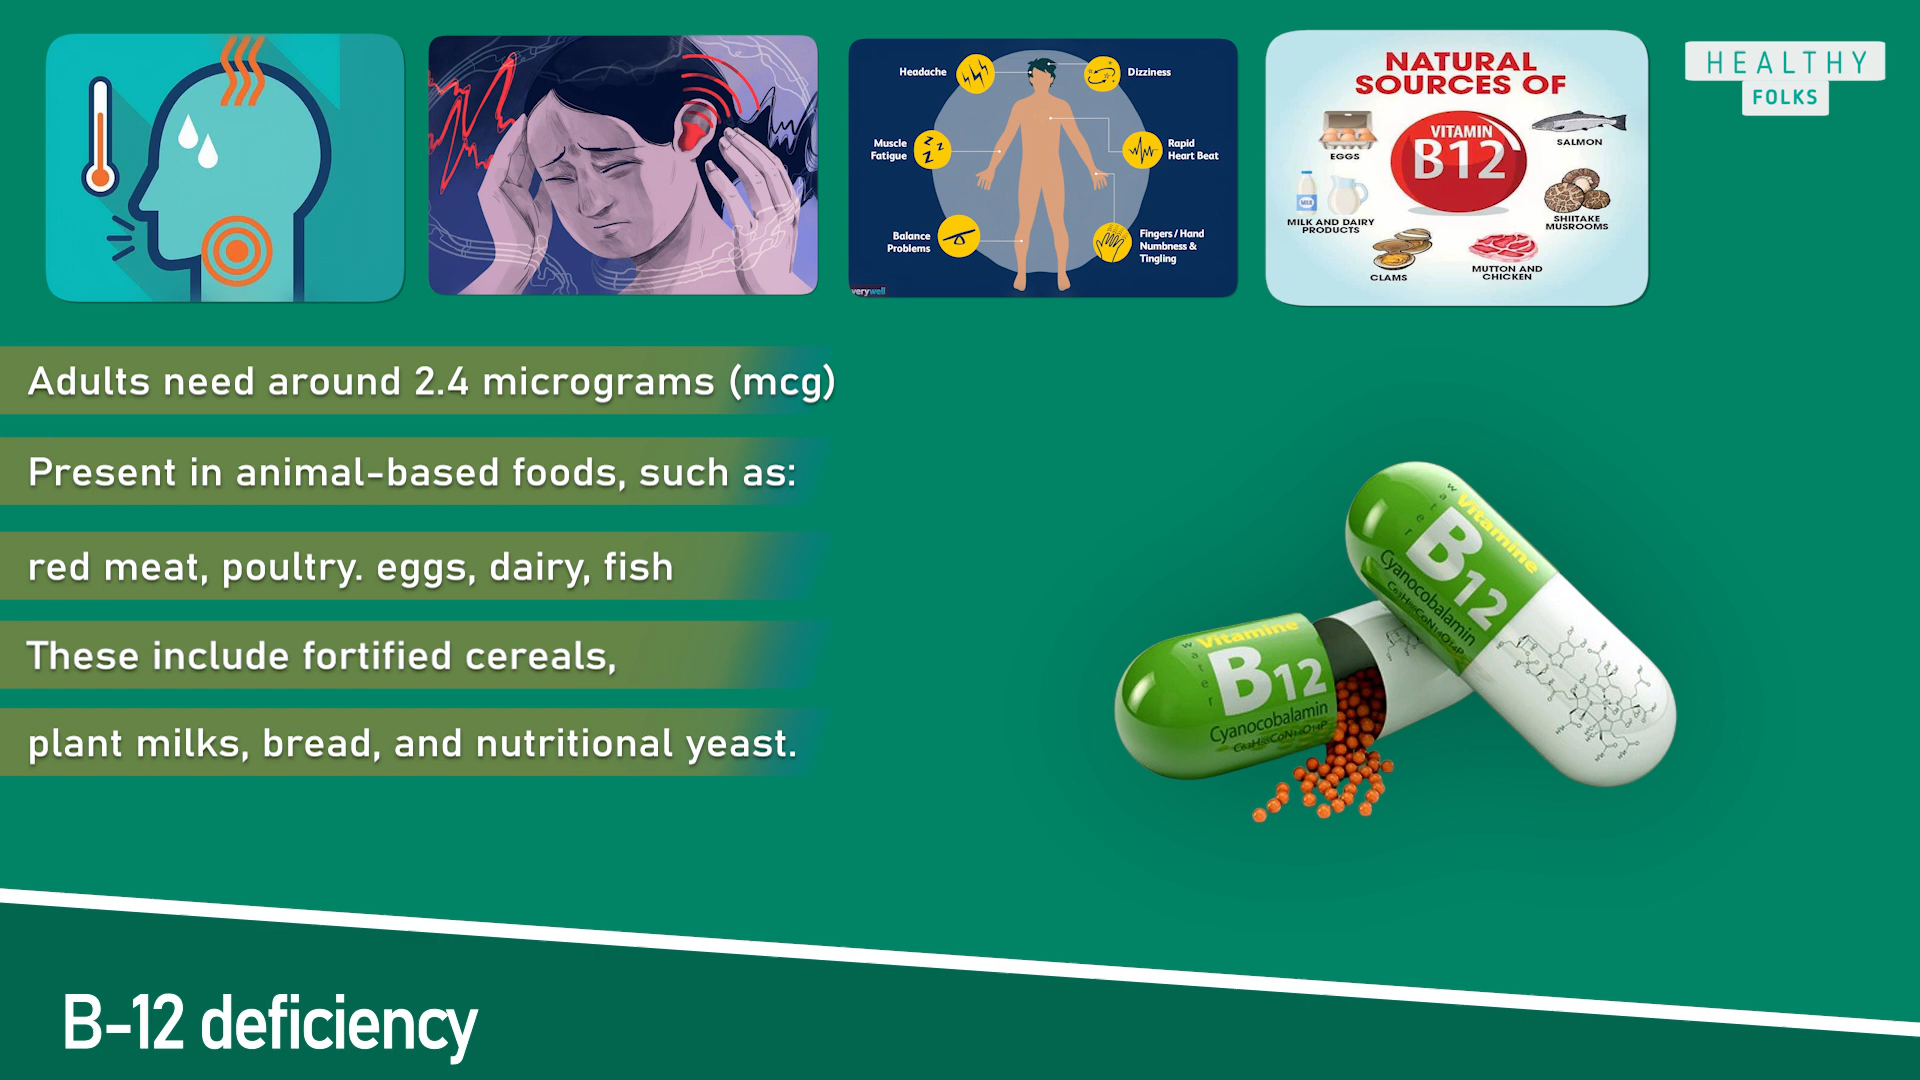 HEALTHY
FOLKS
Headache
Dizziness
Muscle
Fatigue
Rapid
Heart Beat
Balance
Problems
Fingers / Hand
Numbness &
Tingling
verywell
NATURAL
SOURCES OF
VITAMIN
B12
EGGS
SALMON
MILK
MILK AND DAIRY
PRODUCTS
SHIITAKE
MUSROOMS
CLAMS
MUTTON AND
CHICKEN
Adults need around 2.4 micrograms (mcg)
Present in animal-based foods, such as:
red meat, poultry. eggs, dairy, fish
These include fortified cereals,
plant milks, bread, and nutritional yeast.
water
Vitamine
B12
Cyanocobalamin
water
Vitamine
B12
Cyanocobalamin
B-12 deficiency